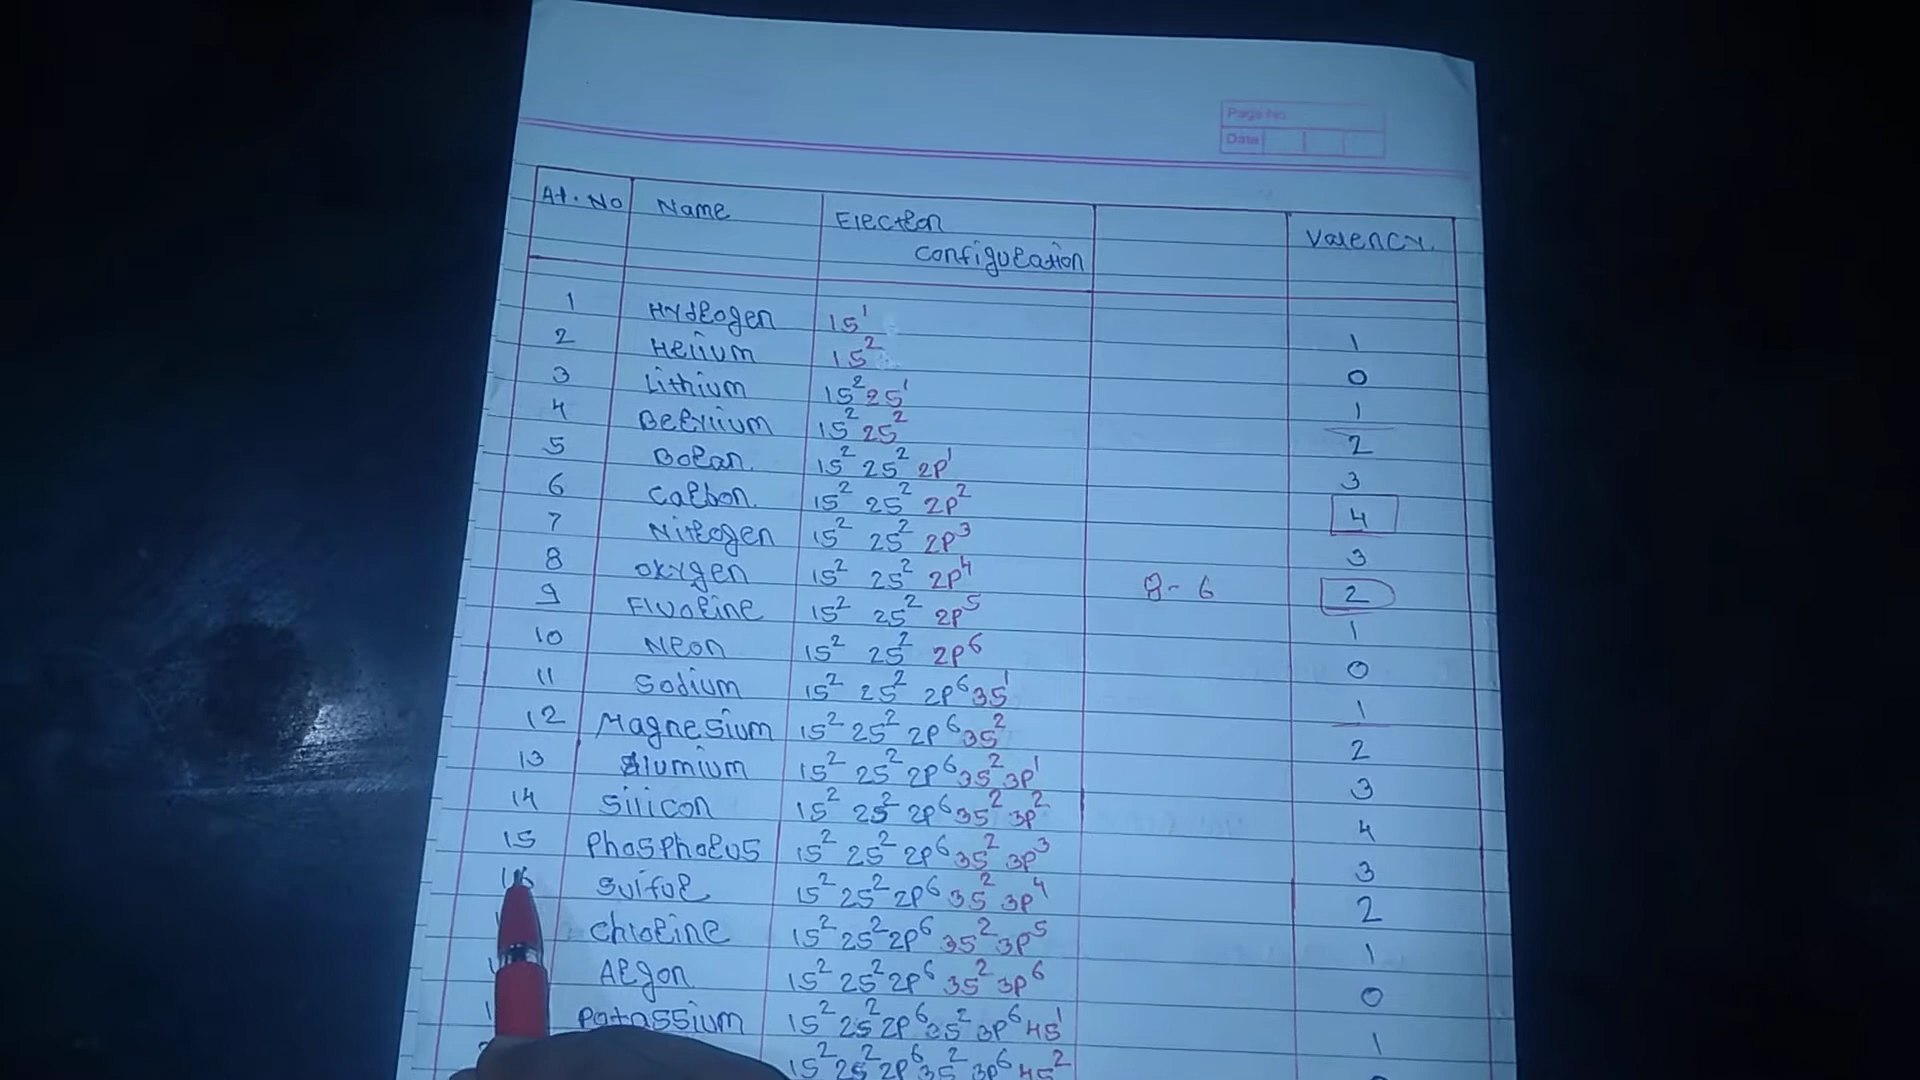 Page No
Date
At. No Name Electron Configuration Valency.
1 Hydrogen 1s¹ 1
2 Helium 1s² 0
3 Lithium 1s² 2s¹ 1
4 Beryllium 1s² 2s² 2
5 Boran. 1s² 2s² 2p¹ 3
6 Carbon. 1s² 2s² 2p² 4
7 Nitrogen 1s² 2s² 2p³ 3
8 Oxygen 1s² 2s² 2p⁴ 8-6 2
9 Fluorine 1s² 2s² 2p⁵ 1
10 Neon 1s² 2s² 2p⁶ 0
11 Sodium 1s² 2s² 2p⁶ 3s¹ 1
12 Magnesium 1s² 2s² 2p⁶ 3s² 2
13 Alumium 1s² 2s² 2p⁶ 3s² 3p¹ 3
14 Silicon 1s² 2s² 2p⁶ 3s² 3p² 4
15 Phosphorus 1s² 2s² 2p⁶ 3s² 3p³ 3
16 Sulfur 1s² 2s² 2p⁶ 3s² 3p⁴ 2
Chlorine 1s² 2s² 2p⁶ 3s² 3p⁵ 1
Argon 1s² 2s² 2p⁶ 3s² 3p⁶ 0
Potassium 1s² 2s² 2p⁶ 3s² 3p⁶ 4s¹ 1
1s² 2s² 2p⁶ 3s² 3p⁶ 4s²